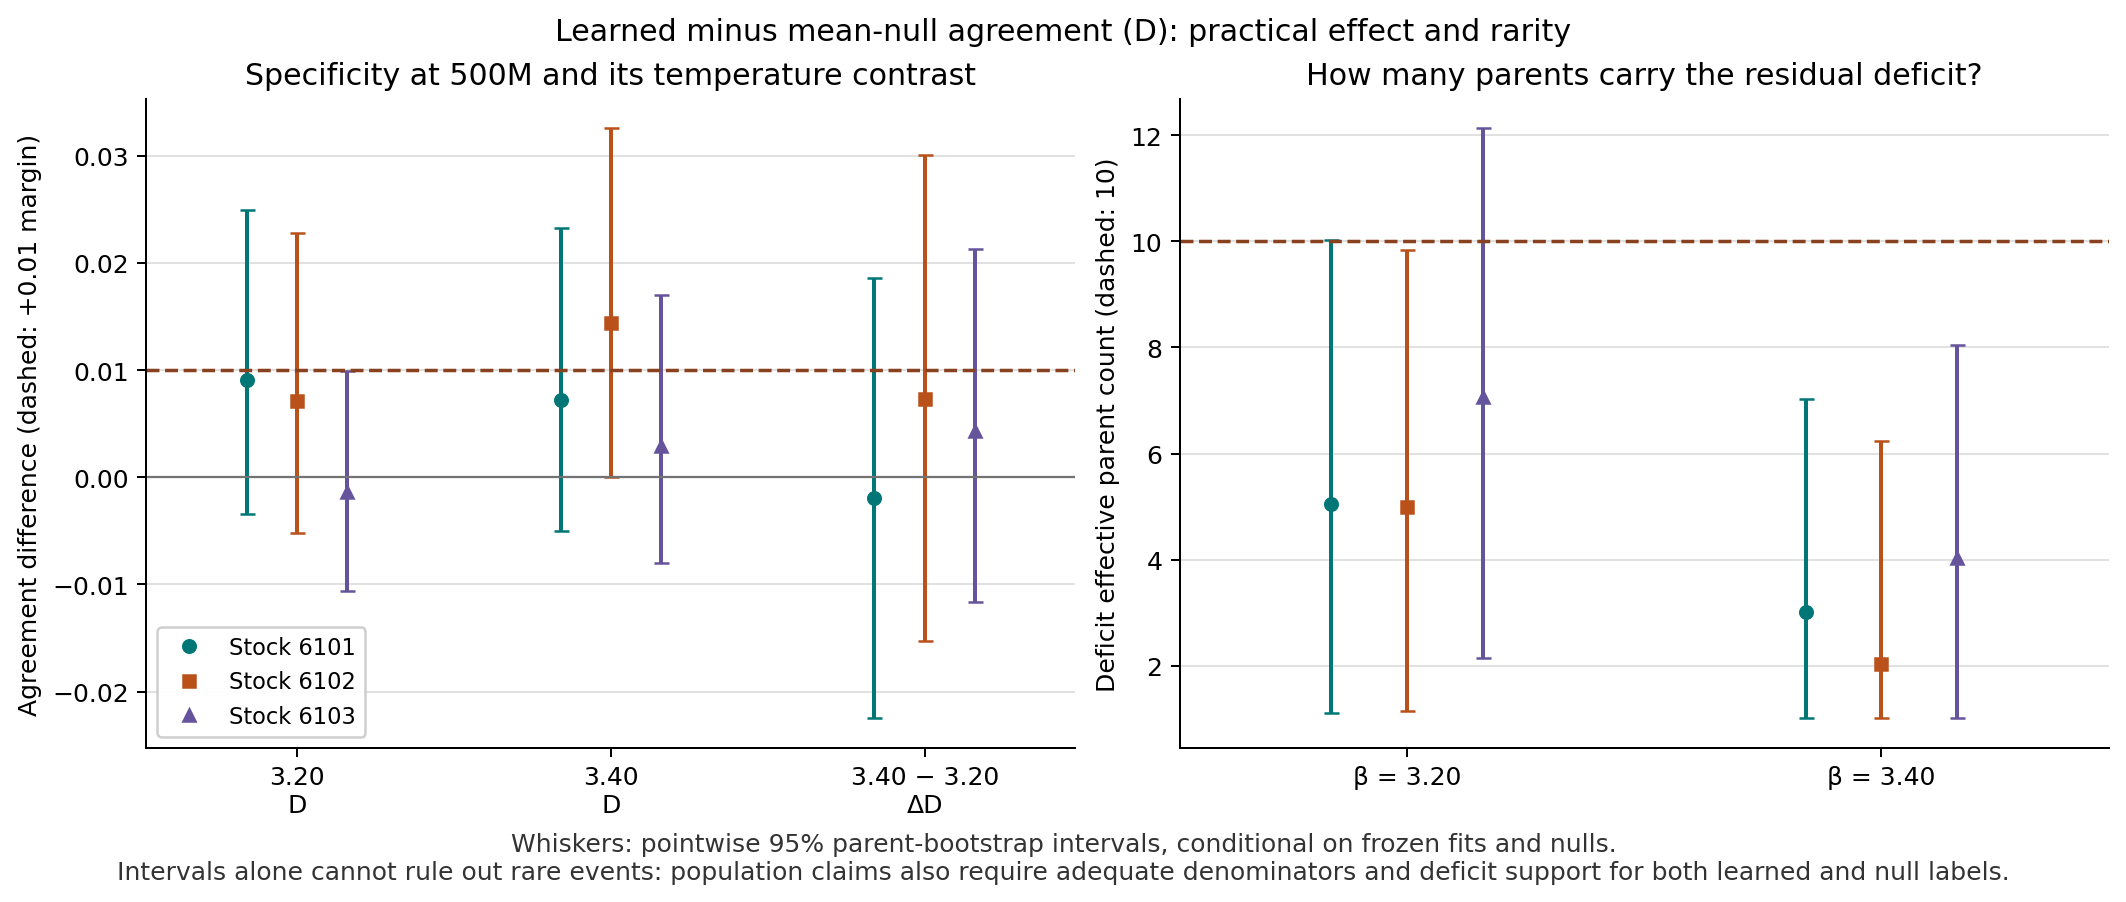 Learned minus mean-null agreement (D): practical effect and rarity
Specificity at 500M and its temperature contrast
Agreement difference (dashed: +0.01 margin)
0.03
0.02
0.01
0.00
−0.01
−0.02
Stock 6101
Stock 6102
Stock 6103
3.20
D
3.40
D
3.40 − 3.20
ΔD
How many parents carry the residual deficit?
Deficit effective parent count (dashed: 10)
12
10
8
6
4
2
β = 3.20
β = 3.40
Whiskers: pointwise 95% parent-bootstrap intervals, conditional on frozen fits and nulls.
Intervals alone cannot rule out rare events: population claims also require adequate denominators and deficit support for both learned and null labels.